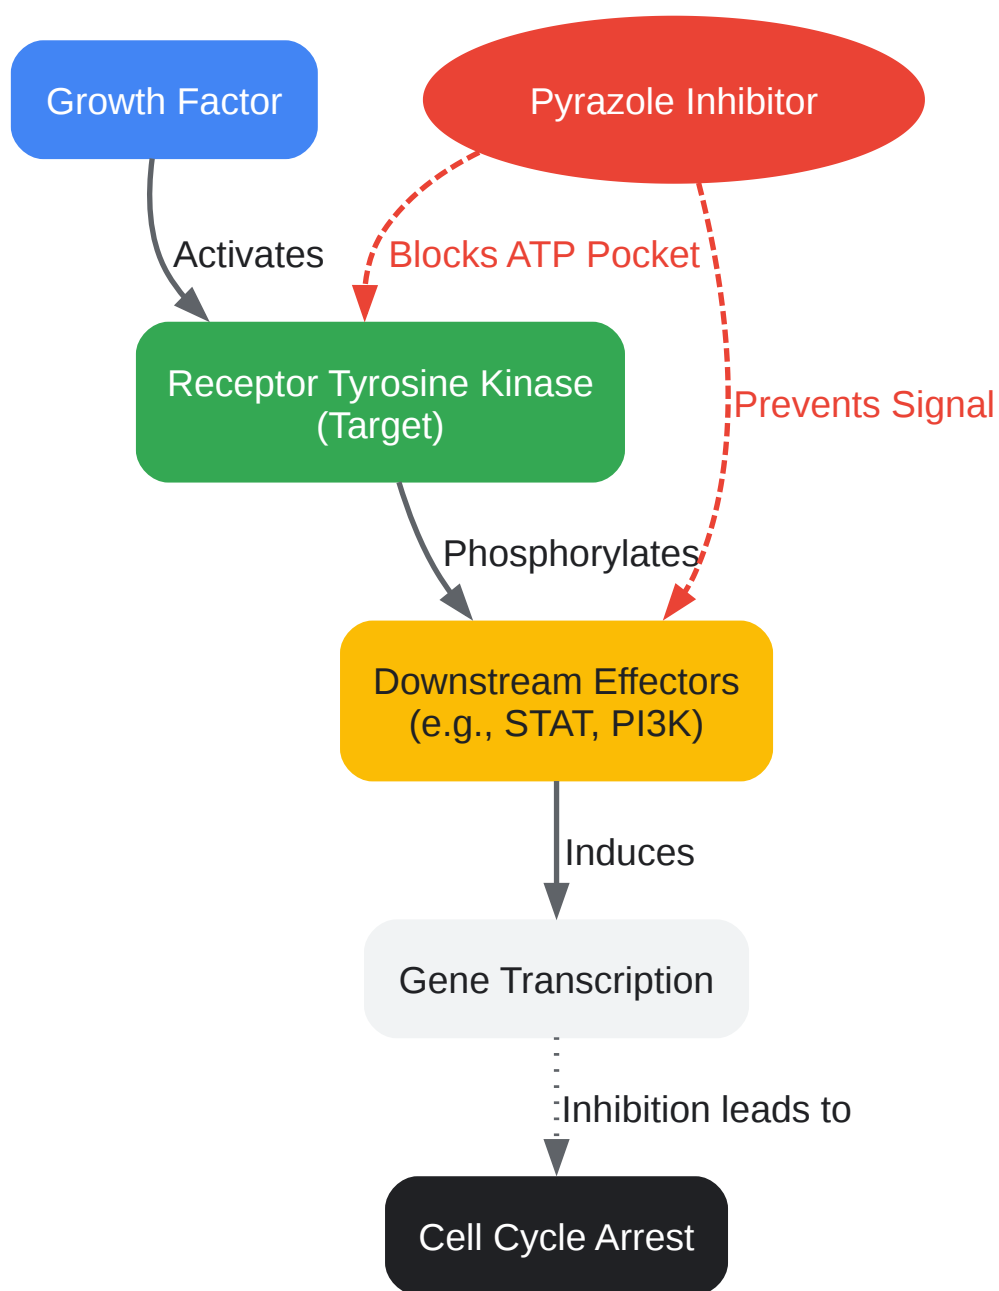 Growth Factor
Pyrazole Inhibitor
Activates
Blocks ATP Pocket
Receptor Tyrosine Kinase
(Target)
Prevents Signal
Phosphorylates
Downstream Effectors
(e.g., STAT, PI3K)
Induces
Gene Transcription
Inhibition leads to
Cell Cycle Arrest